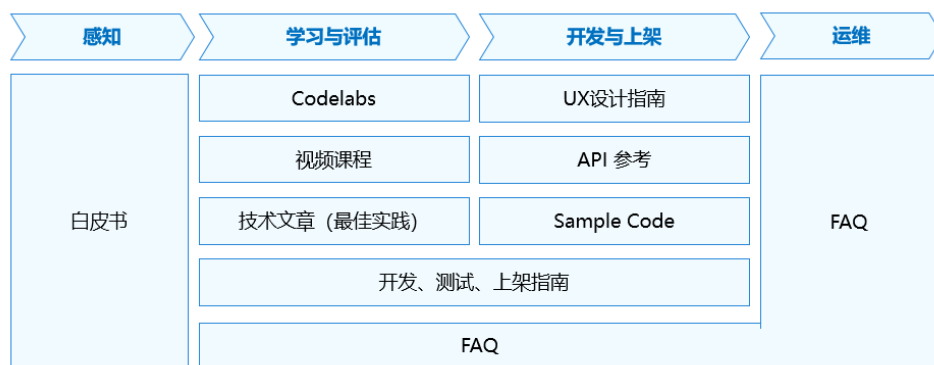 感知
学习与评估
开发与上架
运维
白皮书
Codelabs
视频课程
技术文章（最佳实践）
UX设计指南
API 参考
Sample Code
开发、测试、上架指南
FAQ
FAQ